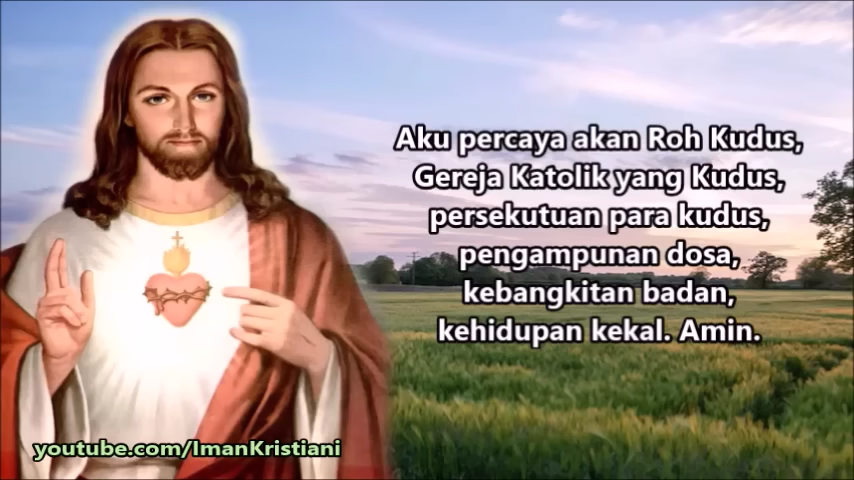 Aku percaya akan Roh Kudus,
Gereja Katolik yang Kudus,
persekutuan para kudus,
pengampunan dosa,
kebangkitan badan,
kehidupan kekal. Amin.
youtube.com/ImanKristiani